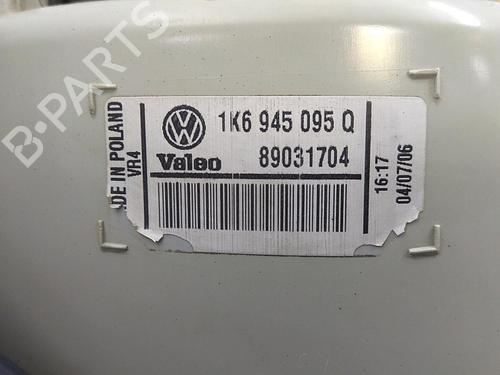 B-PARTS
1K6 945 095 Q
Valeo
89031704
DE IN POLAND
VR4
16:17
04/07/06